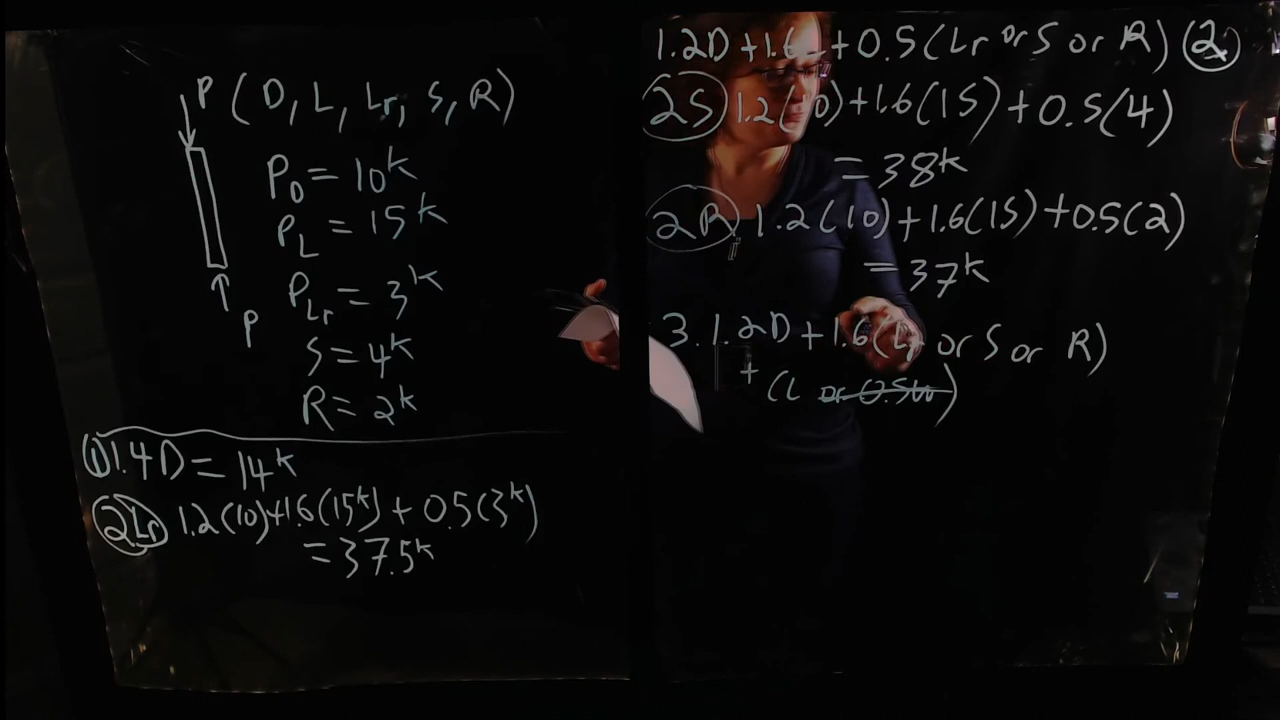 P (D, L, Lr, S, R)
P_D = 10^k
P_L = 15^k
P_Lr = 3^k
P
S = 4^k
R = 2^k
① 1.4D = 14^k
2Lr 1.2(10)+1.6(15^k) + 0.5(3^k)
= 37.5^k
1.2D + 1.6L + 0.5(Lr or S or R) (2)
2S 1.2(10)+1.6(15) + 0.5(4)
= 38^k
2R 1.2(10)+1.6(15)+0.5(2)
= 37^k
3. 1.2D + 1.6(Lr or S or R)
+ (L or 0.5W)